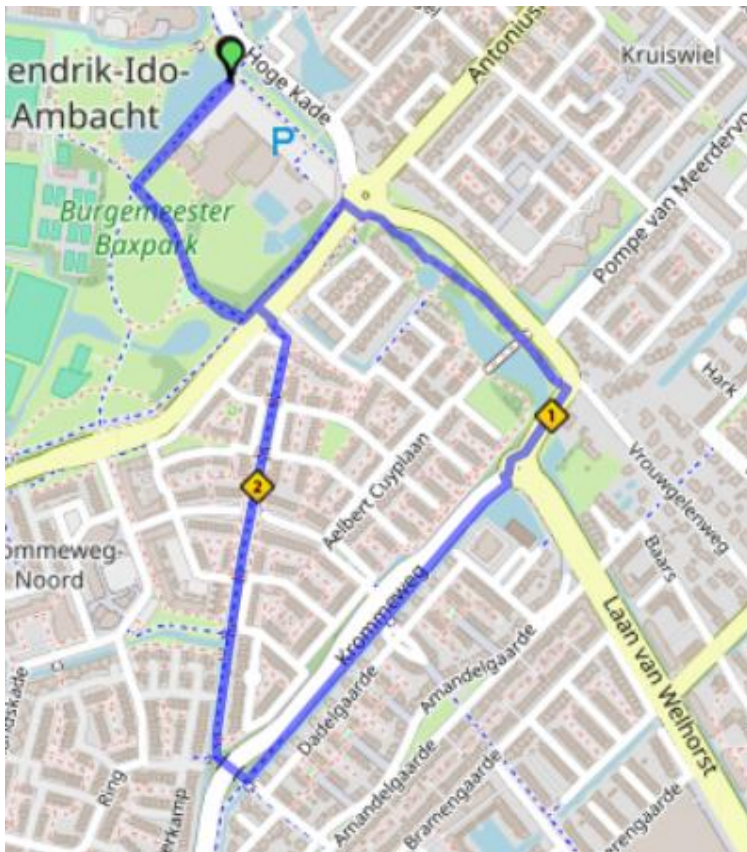 endrik-Ido-
Ambacht
Hoge Kade
Antonius
Kruiswiel
P
Burgemeester
Baxpark
Pompe van Meerdervo
Hark
1
Vrouwgelenweg
Aelbert Cuyplaan
2
ommeweg-
Noord
Baars
Krommeweg
Laan van Welhorst
Amandelgaarde
Dadelgaarde
Ring
Amandelgaarde
Bramengaarde
erkamp
erengaarde